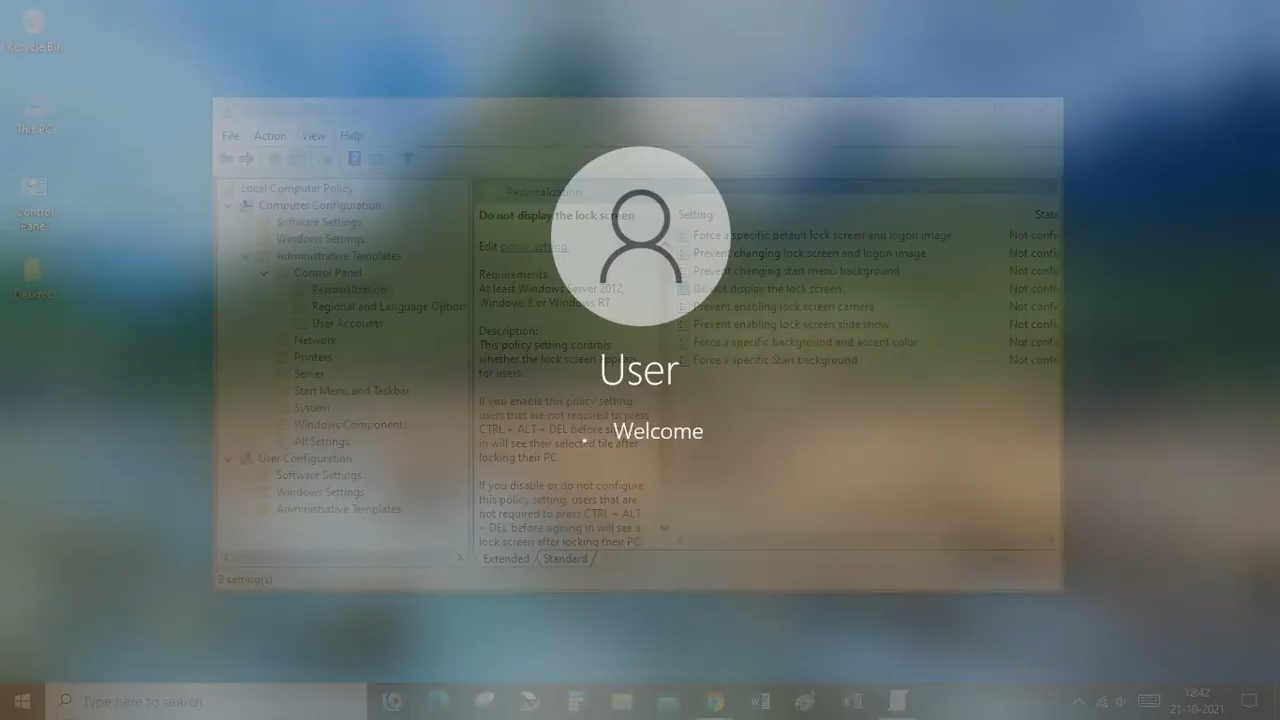 Recycle Bin
This PC
Control
Panel
Desktop
File Action View Help
Local Computer Policy
Computer Configuration
Software Settings
Windows Settings
Administrative Templates
Control Panel
Personalization
Regional and Language Option
User Accounts
Network
Printers
Server
Start Menu and Taskbar
System
Windows Components
All Settings
User Configuration
Software Settings
Windows Settings
Administrative Templates
Personalization
Do not display the lock screen
Edit policy setting.
Requirements:
At least Windows Server 2012,
Windows 8 or Windows RT
Description:
This policy setting controls
whether the lock screen appears
for users.
If you enable this policy setting,
users that are not required to press
CTRL + ALT + DEL before signing
in will see their selected tile after
locking their PC.
If you disable or do not configure
this policy setting, users that are
not required to press CTRL + ALT
+ DEL before signing in will see a
lock screen after locking their PC.
Setting State
Force a specific default lock screen and logon image Not confi
Prevent changing lock screen and logon image Not confi
Prevent changing start menu background Not confi
Do not display the lock screen Not confi
Prevent enabling lock screen camera Not confi
Prevent enabling lock screen slide show Not confi
Force a specific background and accent color Not confi
Force a specific Start background Not confi
User
Welcome
Extended Standard
8 setting(s)
Type here to search
12:42
21-10-2021